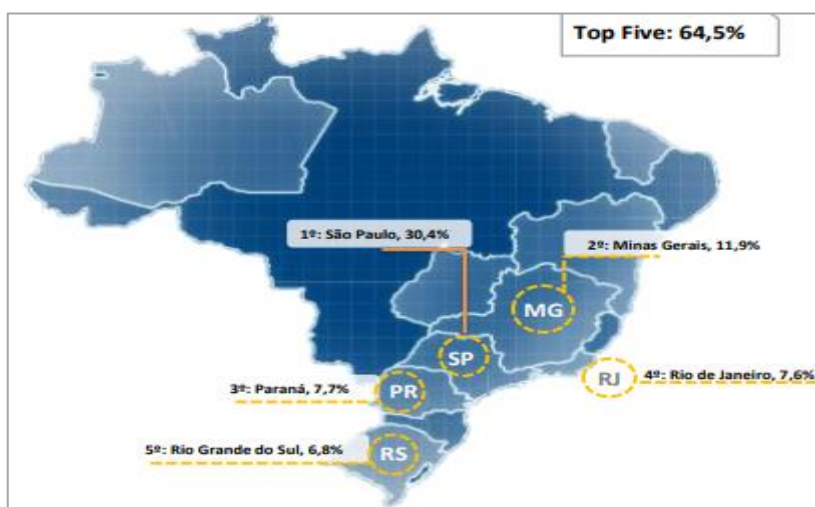 Top Five: 64,5%
1º: São Paulo, 30,4%
2º: Minas Gerais, 11,9%
MG
SP
RJ
4º: Rio de Janeiro, 7,6%
3º: Paraná, 7,7%
PR
5º: Rio Grande do Sul, 6,8%
RS